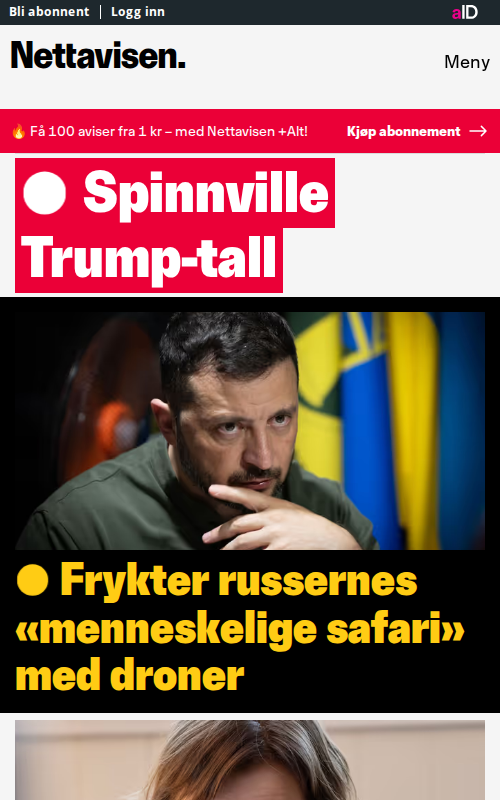 Bli abonnent | Logg inn
aID
Nettavisen.
Meny
🔥 Få 100 aviser fra 1 kr – med Nettavisen +Alt!
Kjøp abonnement →
Spinnville
Trump-tall
Frykter russernes
«menneskelige safari»
med droner